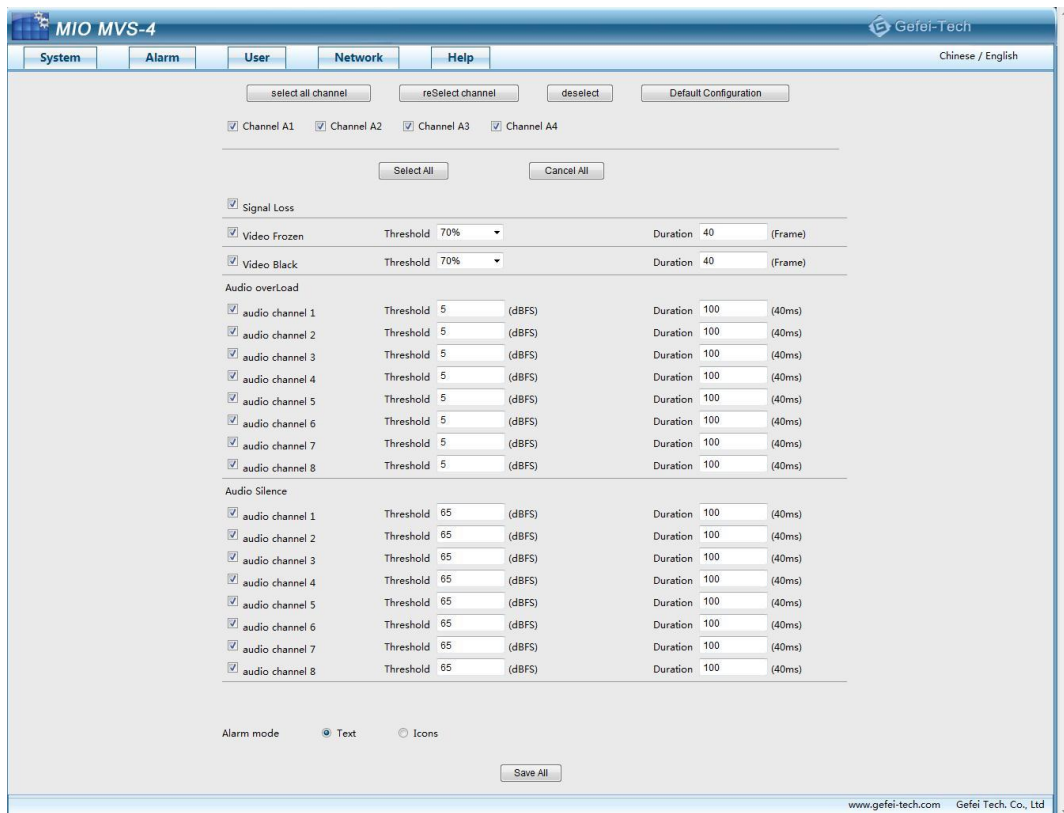 MIO MVS-4 Gefei-Tech
System Alarm User Network Help Chinese / English
select all channel reSelect channel deselect Default Configuration
Channel A1 Channel A2 Channel A3 Channel A4
Select All Cancel All
Signal Loss
Video Frozen Threshold 70% Duration 40 (Frame)
Video Black Threshold 70% Duration 40 (Frame)
Audio overLoad
audio channel 1 Threshold 5 (dBFS) Duration 100 (40ms)
audio channel 2 Threshold 5 (dBFS) Duration 100 (40ms)
audio channel 3 Threshold 5 (dBFS) Duration 100 (40ms)
audio channel 4 Threshold 5 (dBFS) Duration 100 (40ms)
audio channel 5 Threshold 5 (dBFS) Duration 100 (40ms)
audio channel 6 Threshold 5 (dBFS) Duration 100 (40ms)
audio channel 7 Threshold 5 (dBFS) Duration 100 (40ms)
audio channel 8 Threshold 5 (dBFS) Duration 100 (40ms)
Audio Silence
audio channel 1 Threshold 65 (dBFS) Duration 100 (40ms)
audio channel 2 Threshold 65 (dBFS) Duration 100 (40ms)
audio channel 3 Threshold 65 (dBFS) Duration 100 (40ms)
audio channel 4 Threshold 65 (dBFS) Duration 100 (40ms)
audio channel 5 Threshold 65 (dBFS) Duration 100 (40ms)
audio channel 6 Threshold 65 (dBFS) Duration 100 (40ms)
audio channel 7 Threshold 65 (dBFS) Duration 100 (40ms)
audio channel 8 Threshold 65 (dBFS) Duration 100 (40ms)
Alarm mode Text Icons
Save All
www.gefei-tech.com Gefei Tech. Co., Ltd